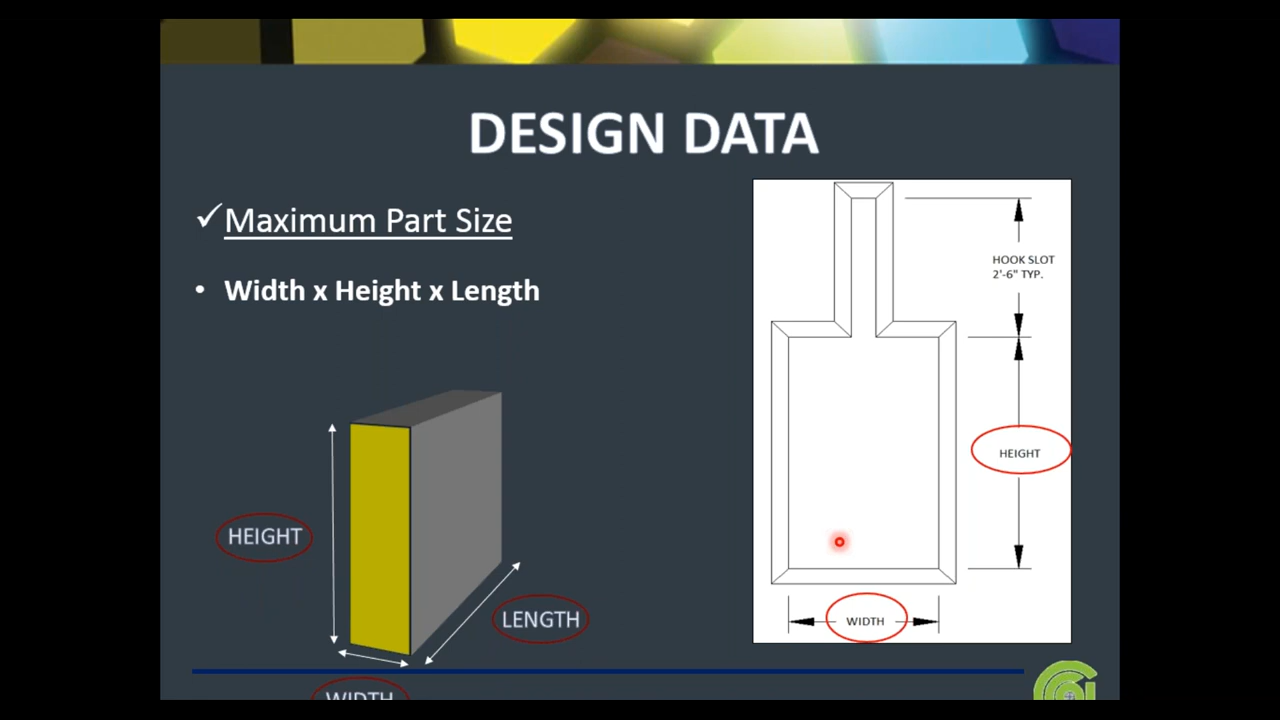 DESIGN DATA
✓ Maximum Part Size
• Width x Height x Length
HEIGHT
LENGTH
WIDTH
HOOK SLOT
2'-6" TYP.
HEIGHT
WIDTH